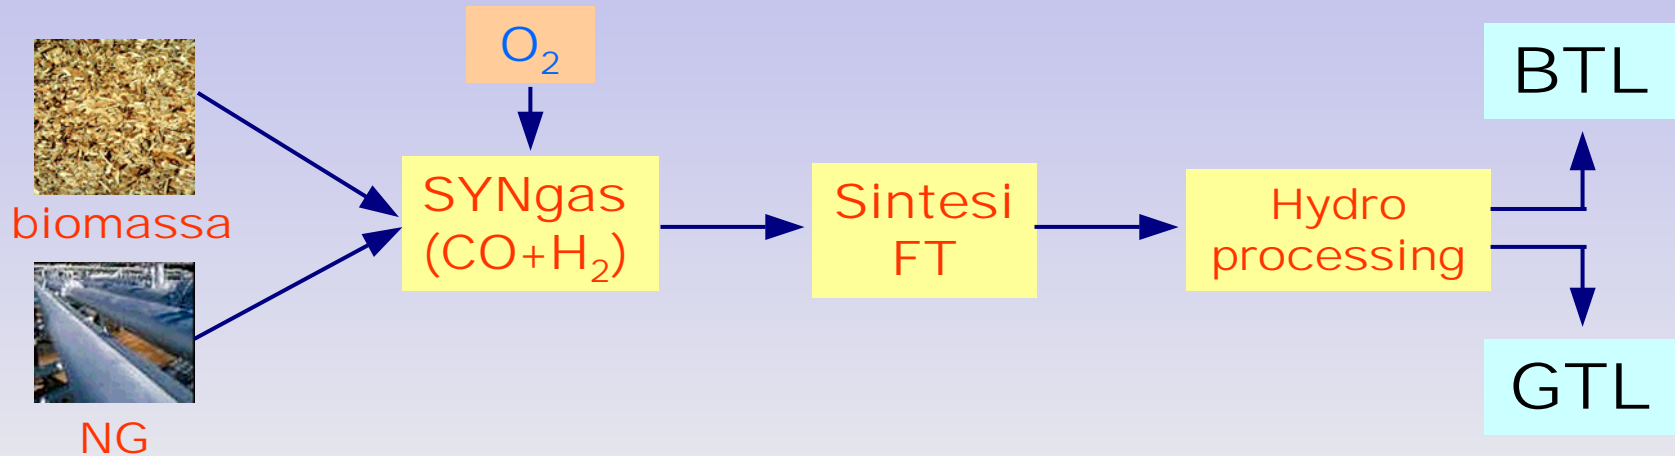 O₂
BTL
biomassa
SYNgas
(CO+H₂)
Sintesi
FT
Hydro
processing
NG
GTL